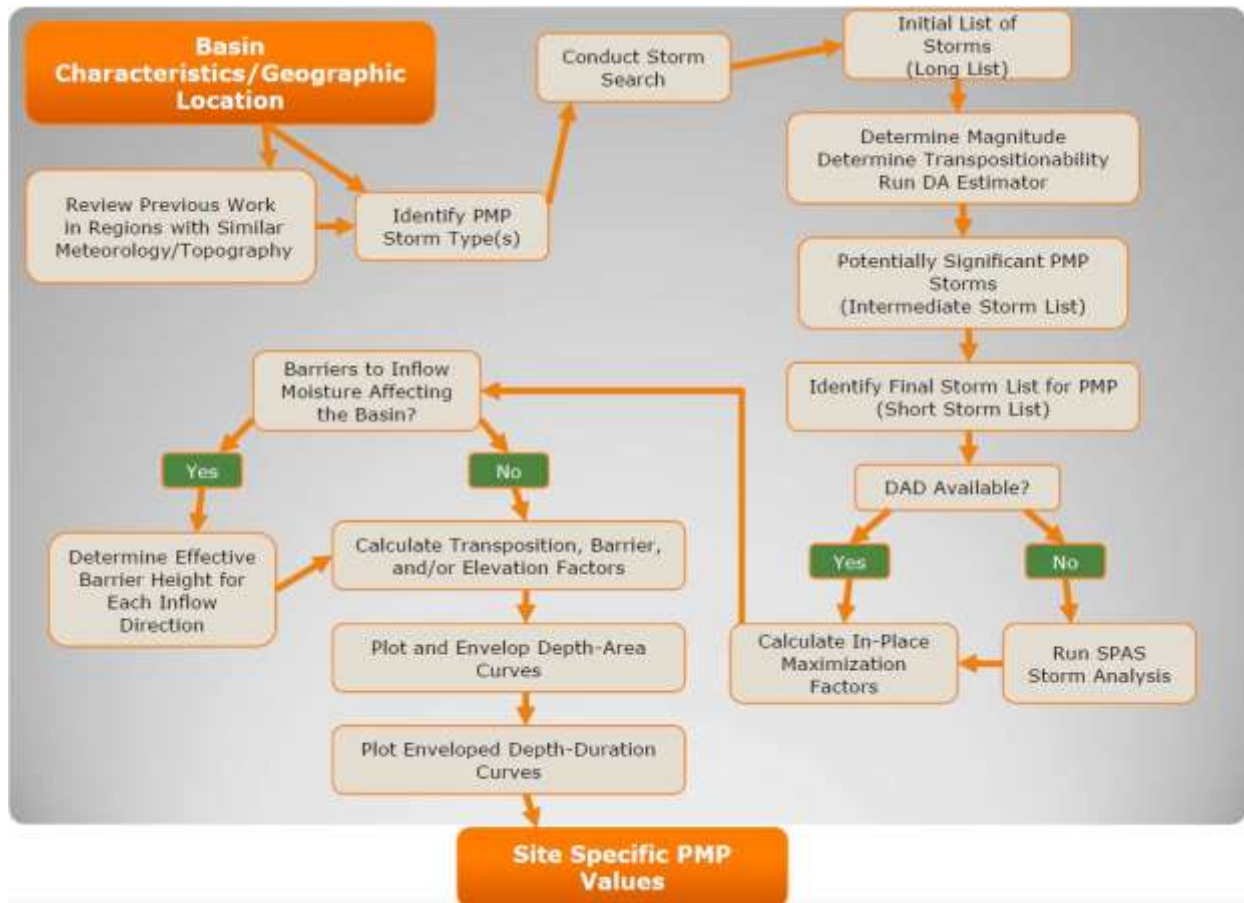 Basin
Characteristics/Geographic
Location
Review Previous Work
in Regions with Similar
Meteorology/Topography
Identify PMP
Storm Type(s)
Conduct Storm
Search
Initial List of
Storms
(Long List)
Determine Magnitude
Determine Transpositionability
Run DA Estimator
Potentially Significant PMP
Storms
(Intermediate Storm List)
Identify Final Storm List for PMP
(Short Storm List)
DAD Available?
Yes
No
Run SPAS
Storm Analysis
Calculate In-Place
Maximization
Factors
Barriers to Inflow
Moisture Affecting
the Basin?
Yes
No
Determine Effective
Barrier Height for
Each Inflow
Direction
Calculate Transposition, Barrier,
and/or Elevation Factors
Plot and Envelop Depth-Area
Curves
Plot Enveloped Depth-Duration
Curves
Site Specific PMP
Values